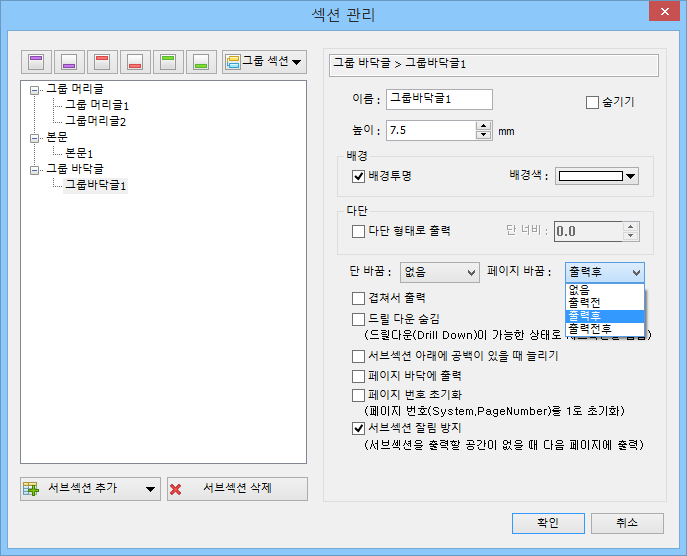 섹션 관리
그룹 섹션
그룹 머리글
그룹 머리글1
그룹머리글2
본문
본문1
그룹 바닥글
그룹바닥글1
서브섹션 추가
서브섹션 삭제
그룹 바닥글 > 그룹바닥글1
이름 : 그룹바닥글1
숨기기
높이 : 7.5 mm
배경
배경투명 배경색 :
다단
다단 형태로 출력 단 너비 : 0.0
단 바꿈 : 없음 페이지 바꿈 : 출력후
없음
출력전
출력후
출력전후
겹쳐서 출력
드릴 다운 숨김
(드릴다운(Drill Down)이 가능한 상태로
서브섹션 아래에 공백이 있을 때 늘리기
페이지 바닥에 출력
페이지 번호 초기화
(페이지 번호(System,PageNumber)을 1로 초기화)
서브섹션 잘림 방지
(서브섹션을 출력할 공간이 없을 때 다음 페이지에 출력)
확인 취소